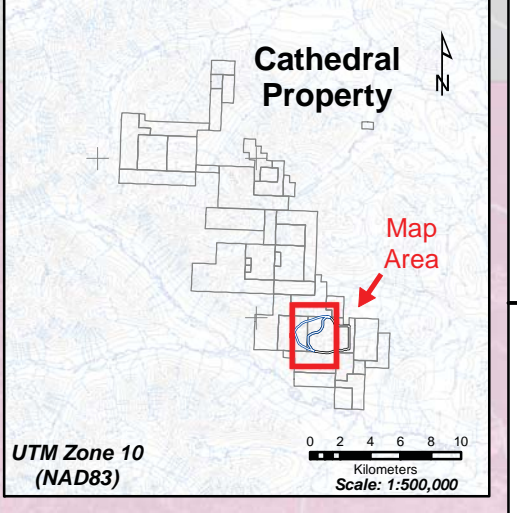 Cathedral
Property
N
Map
Area
UTM Zone 10
(NAD83)
0 2 4 6 8 10
Kilometers
Scale: 1:500,000